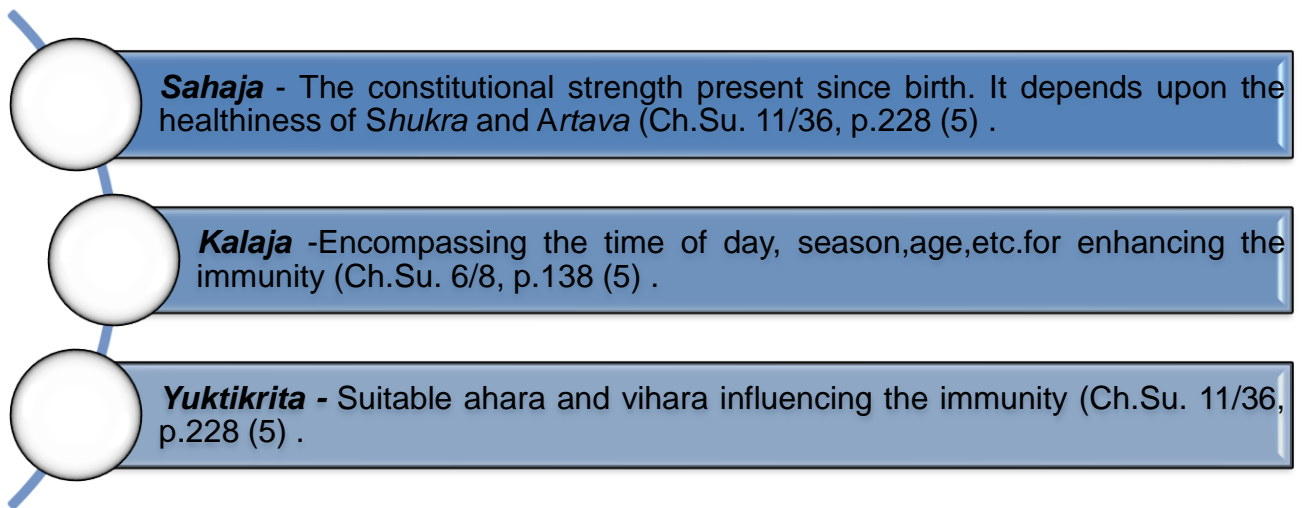 Sahaja - The constitutional strength present since birth. It depends upon the
healthiness of Shukra and Artava (Ch.Su. 11/36, p.228 (5) .
Kalaja -Encompassing the time of day, season,age,etc.for enhancing the
immunity (Ch.Su. 6/8, p.138 (5) .
Yuktikrita - Suitable ahara and vihara influencing the immunity (Ch.Su. 11/36,
p.228 (5) .